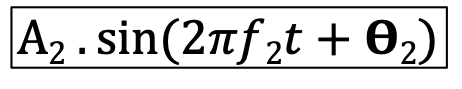 A₂ . sin(2πf₂t + θ₂)